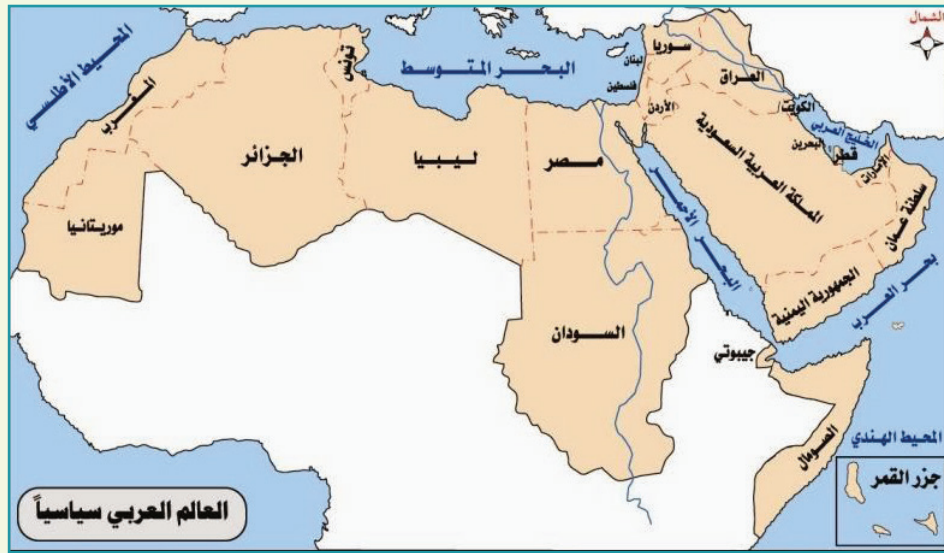 الشمال
المحيط الأطلسي
البحر المتوسط
تونس
المغرب
الجزائر
ليبيا
مصر
موريتانيا
السودان
سوريا
لبنان
فلسطين
الأردن
العراق
الكويت
الخليج العربي
البحرين
قطر
الإمارات
المملكة العربية السعودية
سلطنة عمان
الجمهورية اليمنية
البحر الأحمر
بحر العرب
جيبوتي
الصومال
المحيط الهندي
جزر القمر
العالم العربي سياسياً